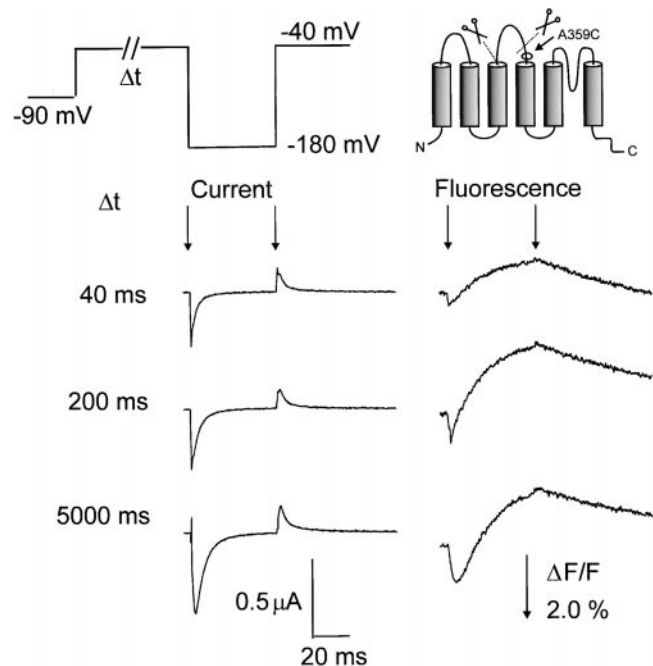 -40 mV
A359C
Δt
-90 mV
-180 mV
N
C
Δt
Current
Fluorescence
40 ms
200 ms
5000 ms
0.5 μA
20 ms
ΔF/F
2.0 %